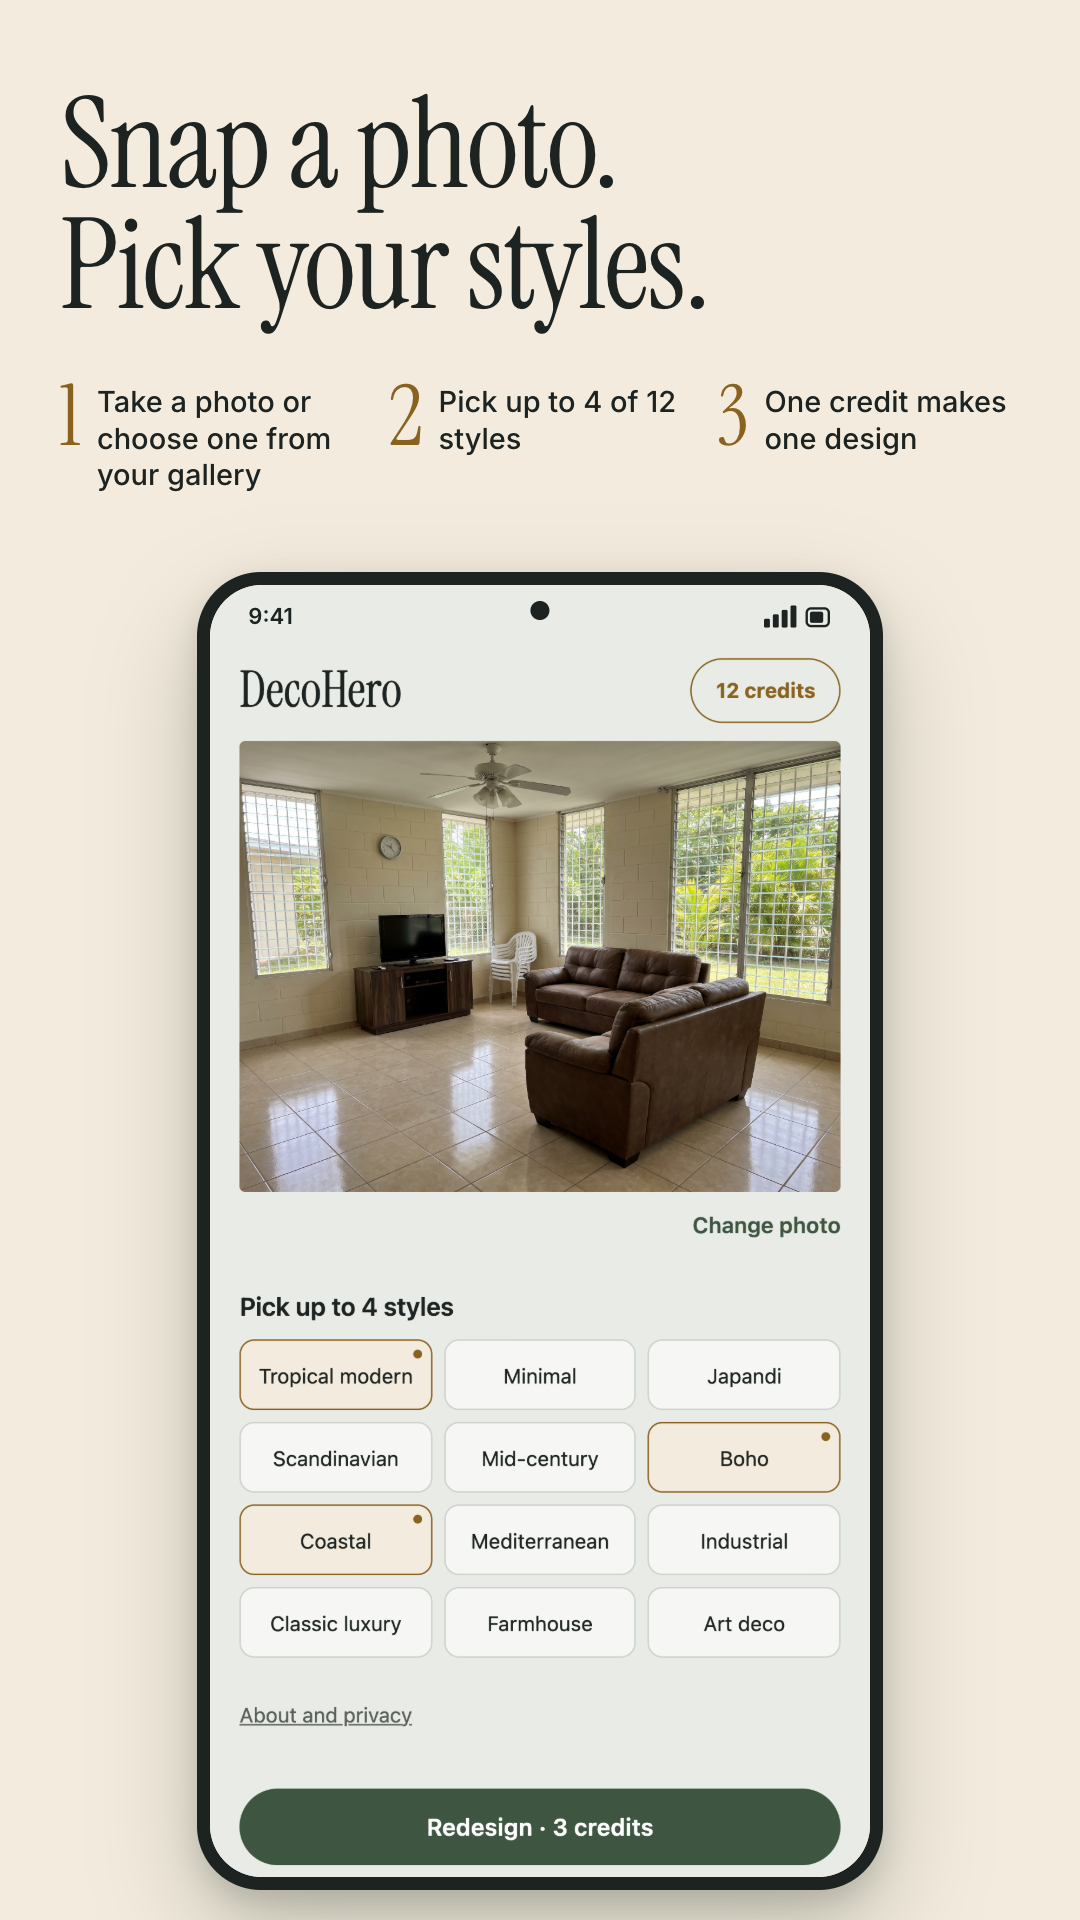 Snap a photo.
Pick your styles.
1 Take a photo or
choose one from
your gallery
2 Pick up to 4 of 12
styles
3 One credit makes
one design
9:41
DecoHero
12 credits
Change photo
Pick up to 4 styles
Tropical modern
Minimal
Japandi
Scandinavian
Mid-century
Boho
Coastal
Mediterranean
Industrial
Classic luxury
Farmhouse
Art deco
About and privacy
Redesign · 3 credits